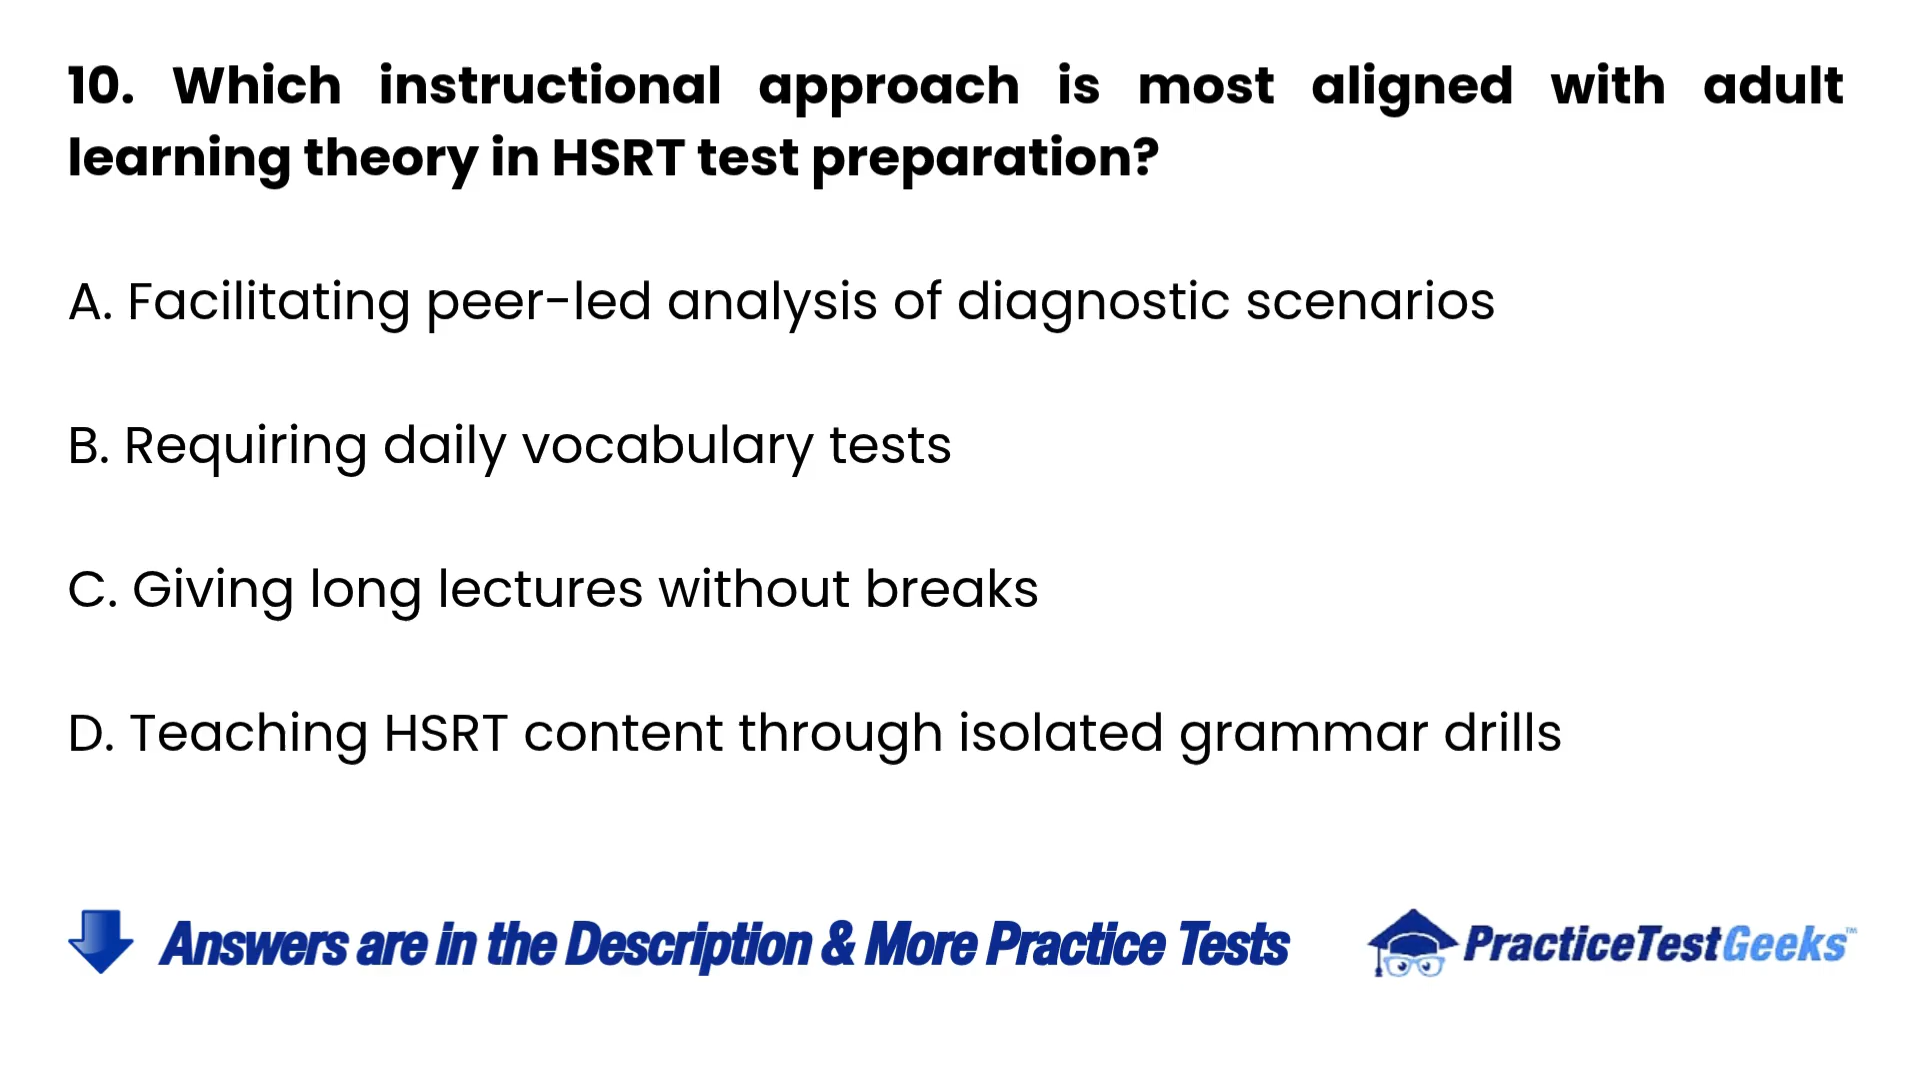 10. Which instructional approach is most aligned with adult
learning theory in HSRT test preparation?
A. Facilitating peer-led analysis of diagnostic scenarios
B. Requiring daily vocabulary tests
C. Giving long lectures without breaks
D. Teaching HSRT content through isolated grammar drills
Answers are in the Description & More Practice Tests
PracticeTestGeeks™